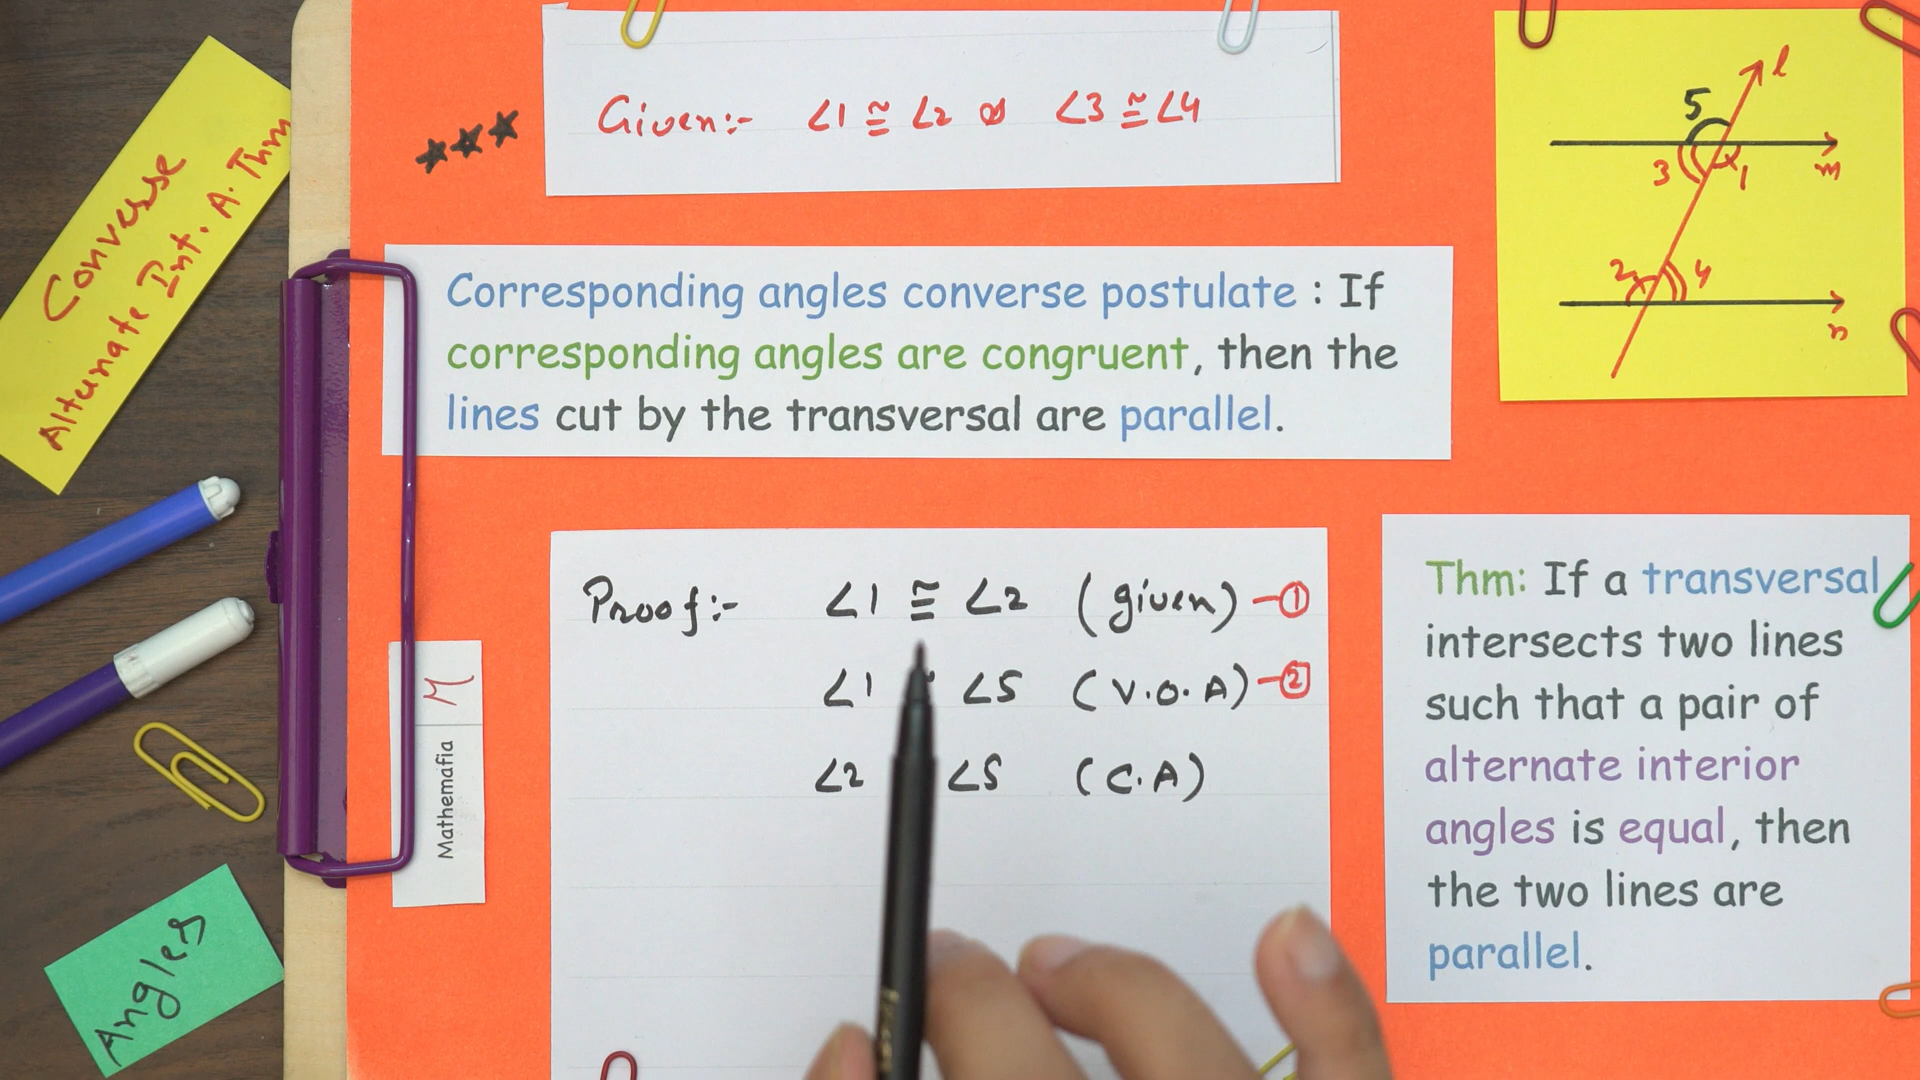 Converse
Alternate Int. A. Thm
Given:- ∠1 ≅ ∠2 or ∠3 ≅ ∠4
l
5
3 1
m
2 4
n
Corresponding angles converse postulate : If
corresponding angles are congruent, then the
lines cut by the transversal are parallel.
Proof:- ∠1 ≅ ∠2 (given) -①
∠1 ∠5 (V.O.A) -②
∠2 ∠5 (C.A)
Thm: If a transversal
intersects two lines
such that a pair of
alternate interior
angles is equal, then
the two lines are
parallel.
M
Mathemafia
Angles